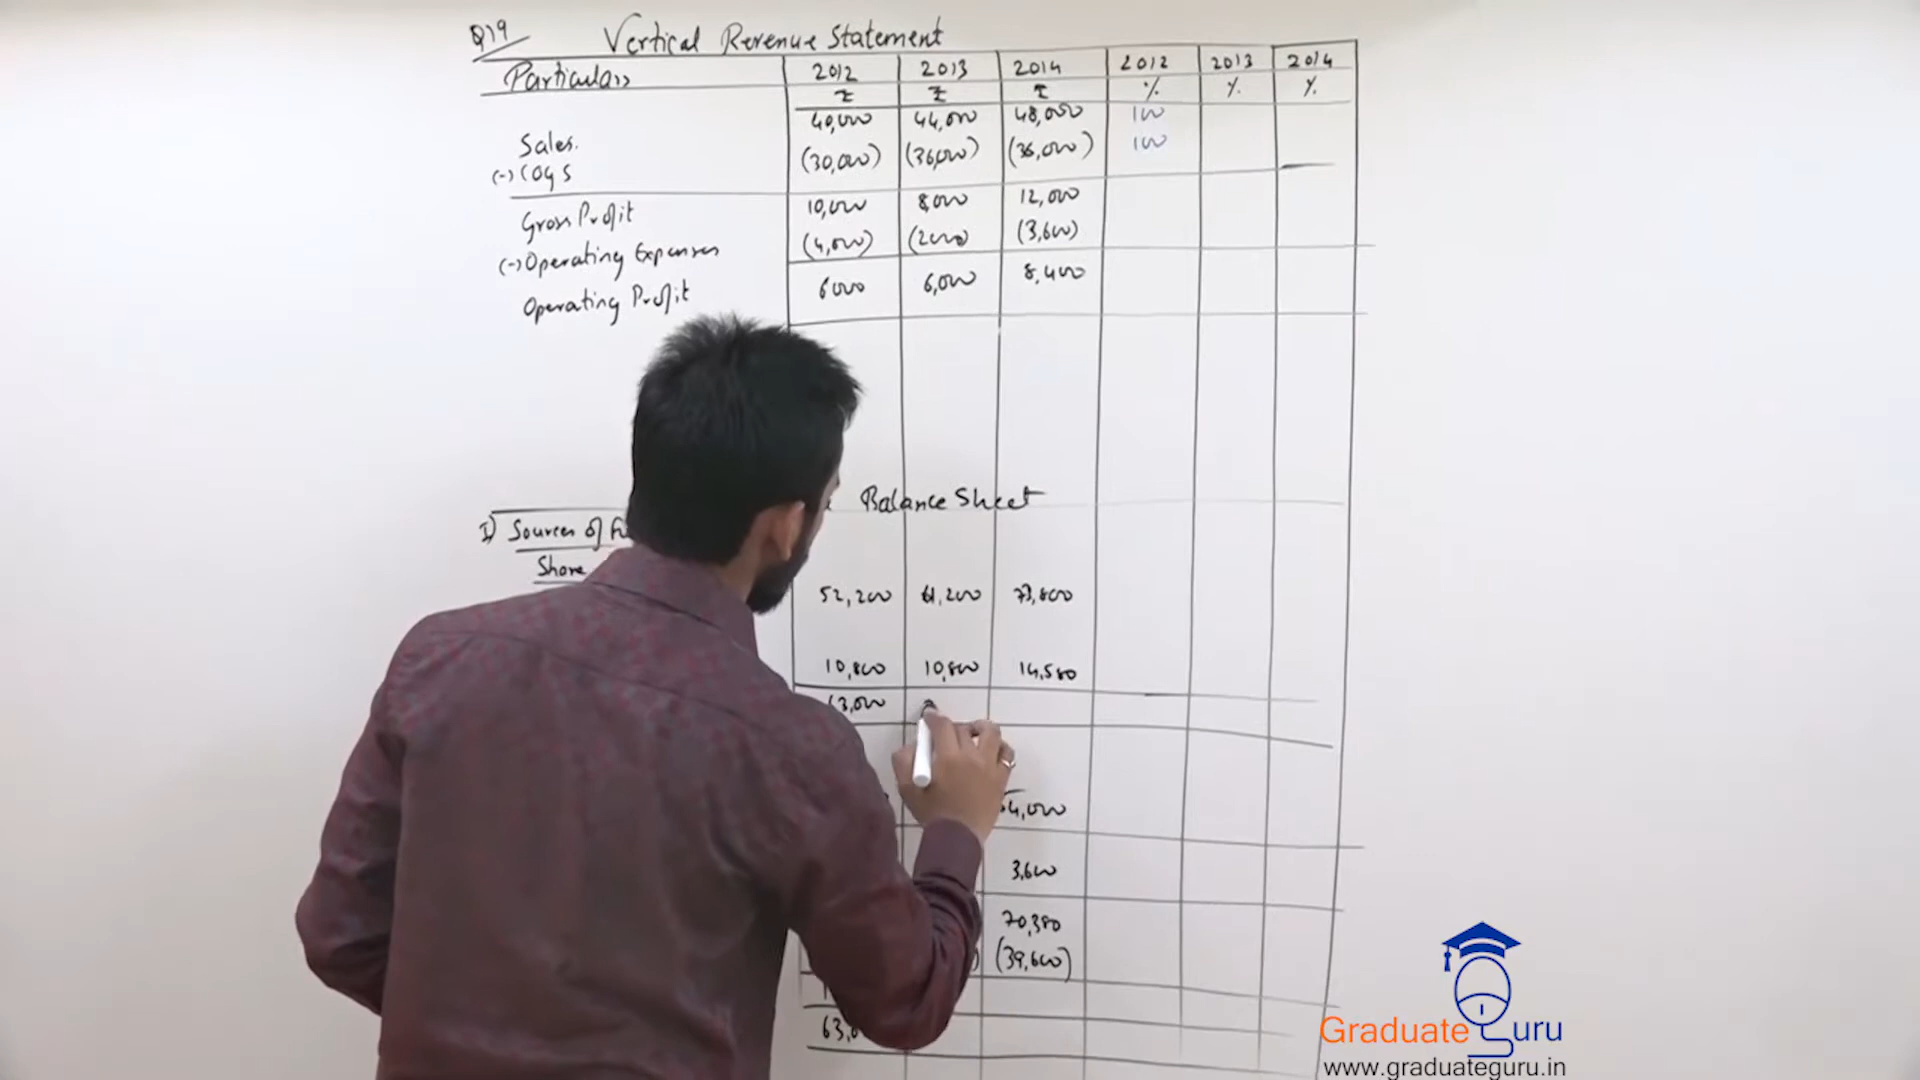 Q19 Vertical Revenue Statement
Particulars 2012 2013 2014 2012 2013 2014
₹ ₹ ₹ % % %
Sales. 40,000 44,000 48,000 100
(-) COGS (30,000) (36,000) (36,000) 100
Gross Profit 10,000 8,000 12,000
(-) Operating Expenses (4,000) (2000) (3,600)
Operating Profit 6000 6,000 8,400
Balance Sheet
I) Sources of
Share
52,200 61,200 73,800
10,800 10,800 14,580
3,000
54,000
3,600
70,380
(39,600)
63,0
Graduate Guru
www.graduateguru.in